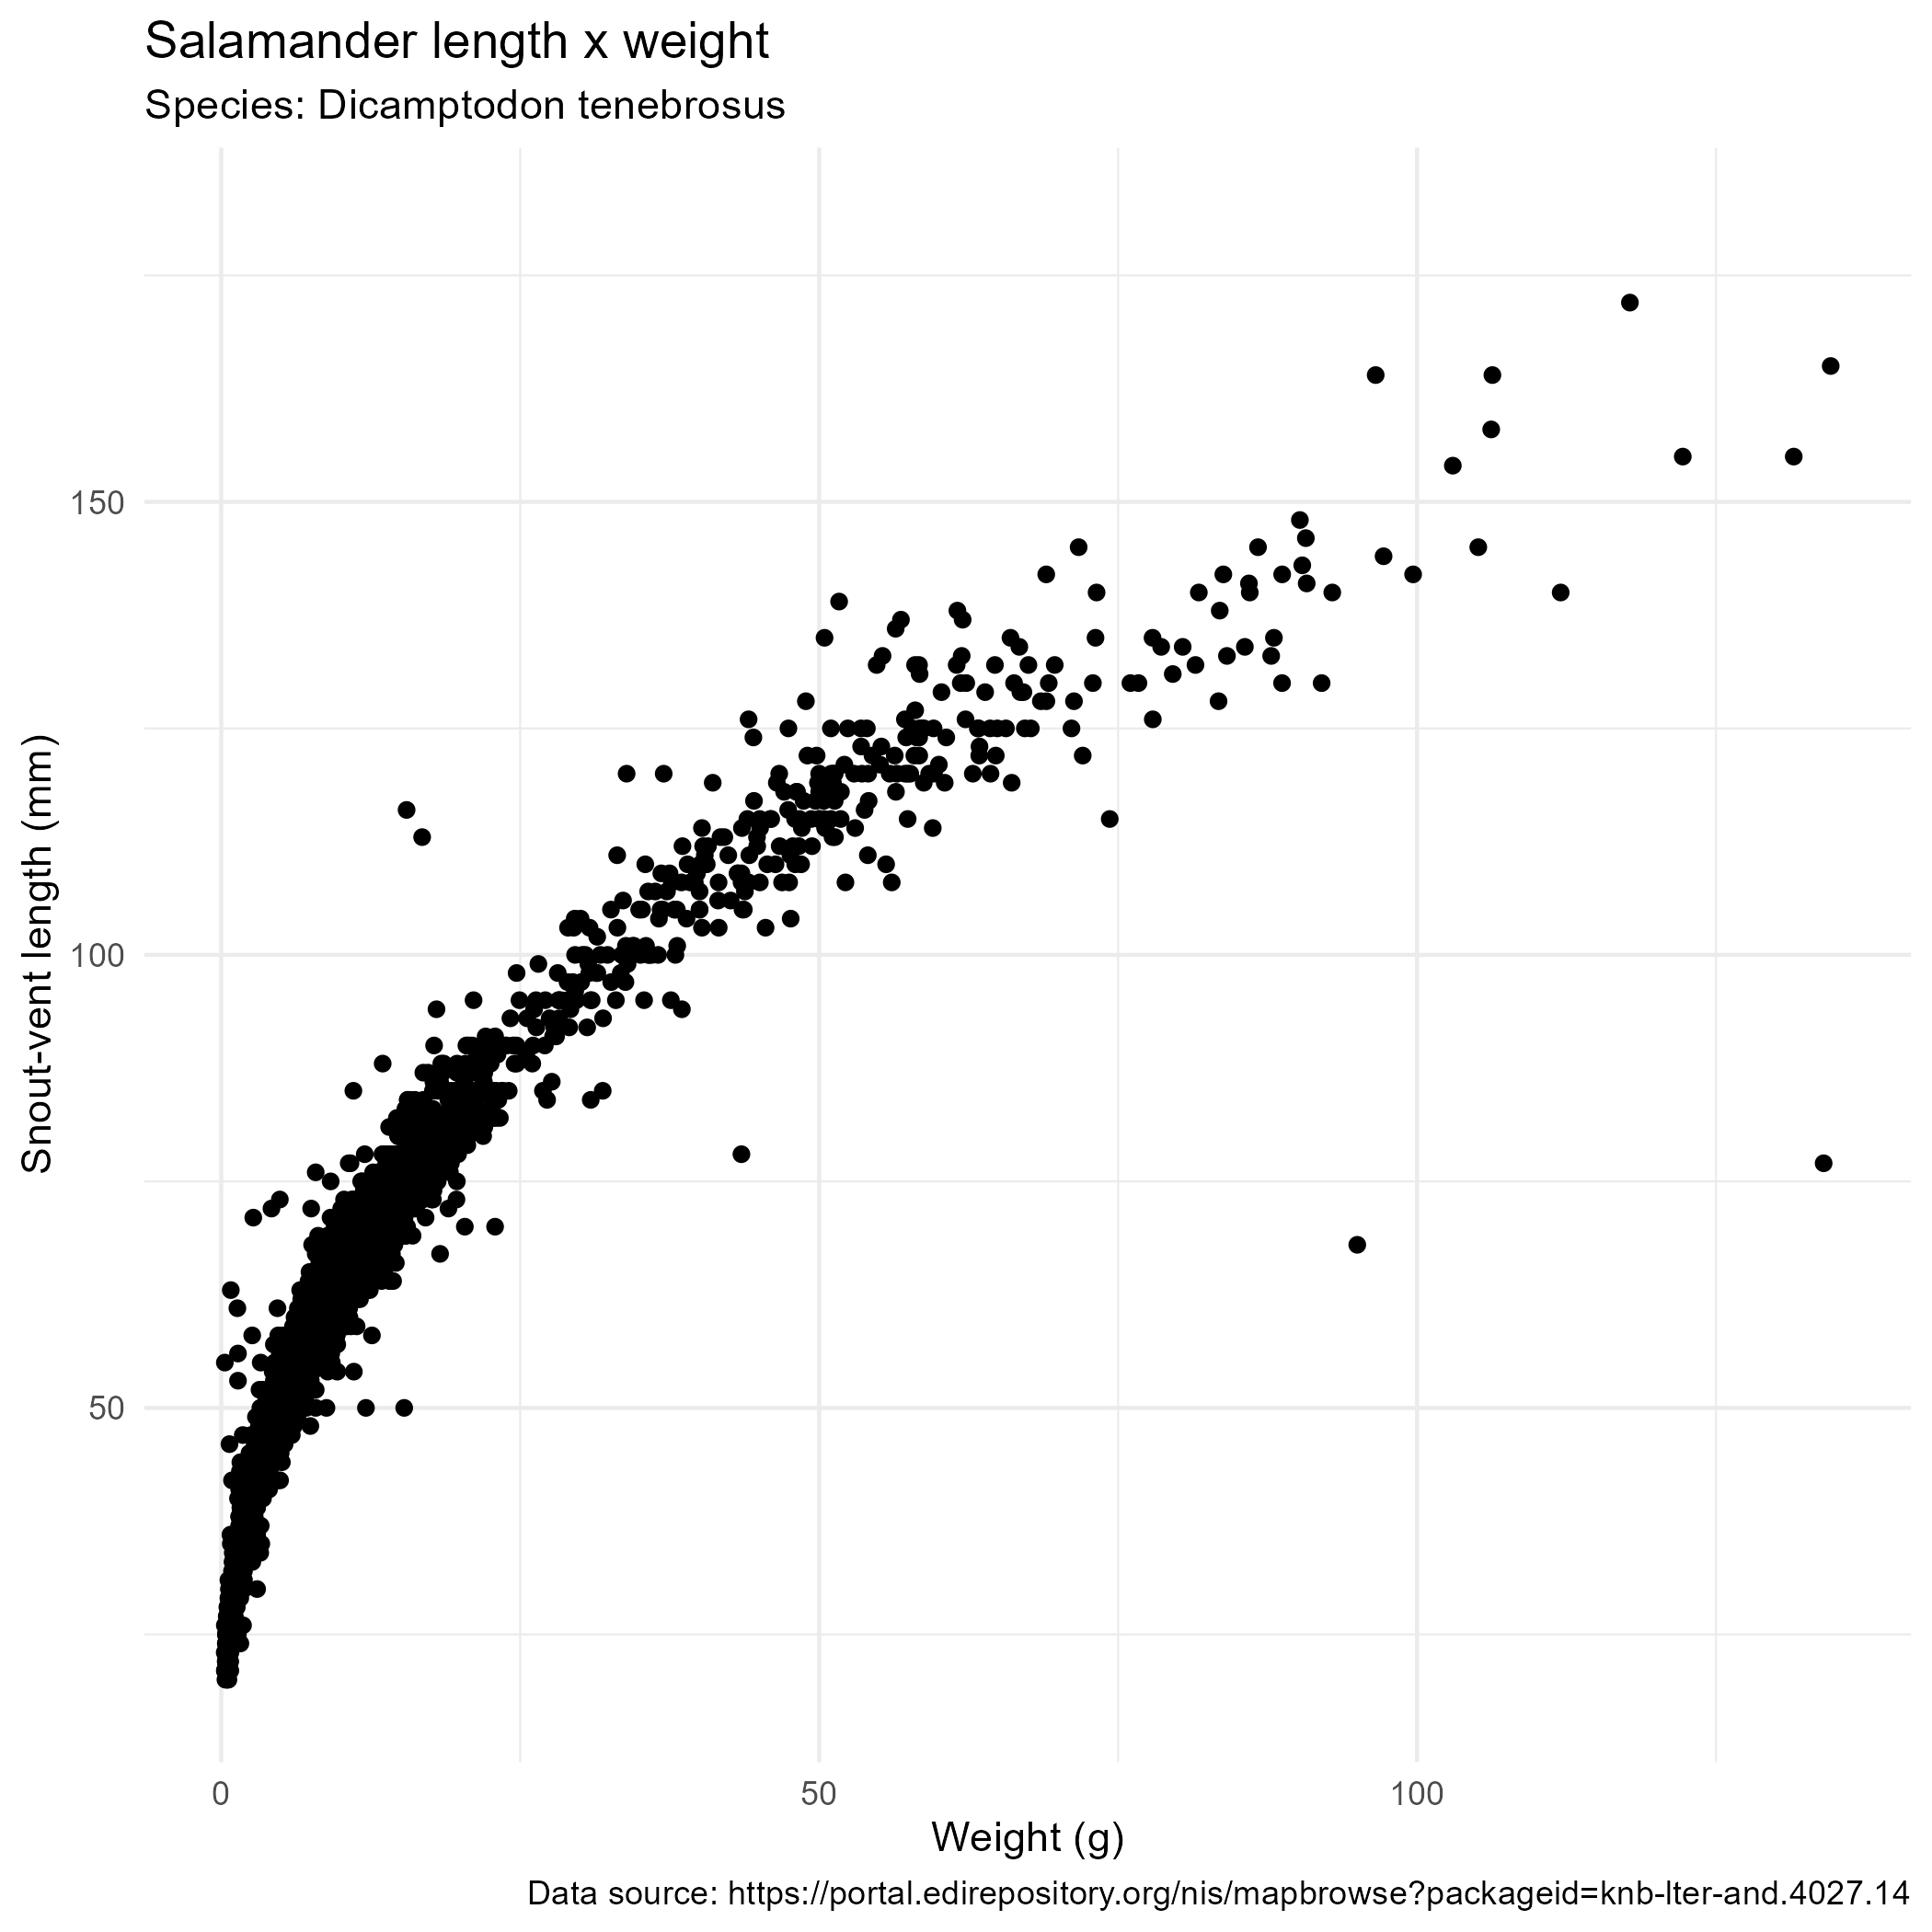 Salamander length x weight
Species: Dicamptodon tenebrosus
Snout-vent length (mm)
150
100
50
0 50 100
Weight (g)
Data source: https://portal.edirepository.org/nis/mapbrowse?packageid=knb-lter-and.4027.14